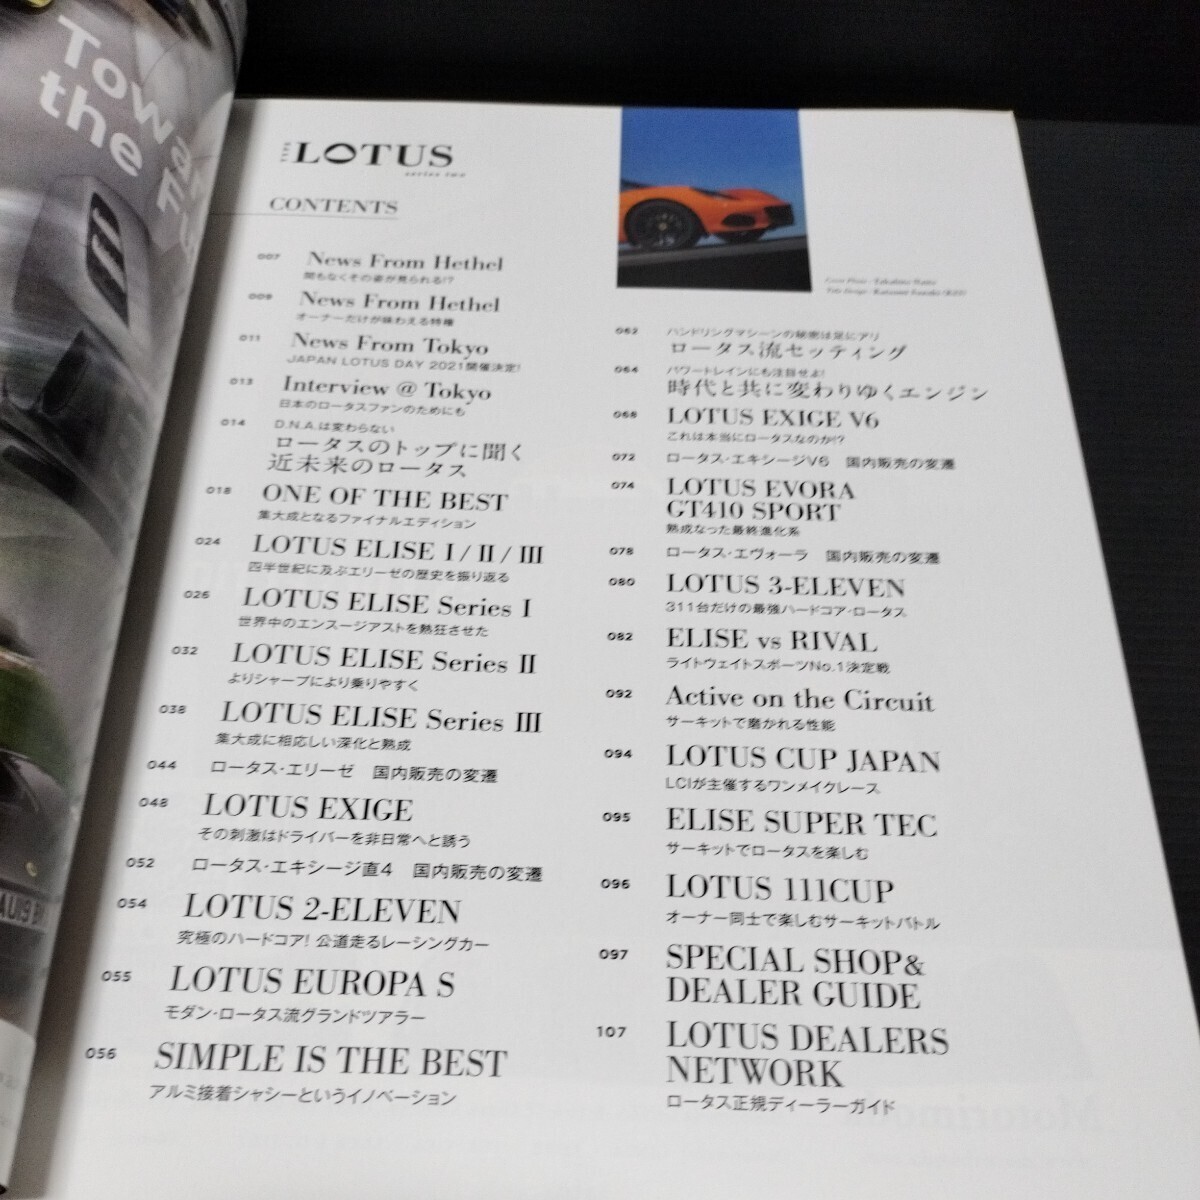 Towa
the Fu
LOTUS
series two
CONTENTS
007 News From Hethel
間もなくその姿が見られる!?
009 News From Hethel
オーナーだけが味わえる特権
011 News From Tokyo
JAPAN LOTUS DAY 2021開催決定!
013 Interview @ Tokyo
日本のロータスファンのためにも
014 D.N.A.は変わらない
ロータスのトップに聞く
近未来のロータス
018 ONE OF THE BEST
集大成となるファイナルエディション
024 LOTUS ELISE I / II / III
四半世紀に及ぶエリーゼの歴史を振り返る
026 LOTUS ELISE Series I
世界中のエンスージアストを熱狂させた
032 LOTUS ELISE Series II
よりシャープにより乗りやすく
038 LOTUS ELISE Series III
集大成に相応しい深化と熟成
044 ロータス・エリーゼ 国内販売の変遷
048 LOTUS EXIGE
その刺激はドライバーを非日常へと誘う
052 ロータス・エキシージ直4 国内販売の変遷
054 LOTUS 2-ELEVEN
究極のハードコア! 公道走るレーシングカー
055 LOTUS EUROPA S
モダン・ロータス流グランドツアラー
056 SIMPLE IS THE BEST
アルミ接着シャシーというイノベーション
062 ハンドリングマシーンの秘密は足にアリ
ロータス流セッティング
064 パワートレインにも注目せよ!
時代と共に変わりゆくエンジン
068 LOTUS EXIGE V6
これは本当にロータスなのか!?
072 ロータス・エキシージV6 国内販売の変遷
074 LOTUS EVORA
GT410 SPORT
熟成なった最終進化系
078 ロータス・エヴォーラ 国内販売の変遷
080 LOTUS 3-ELEVEN
311台だけの最強ハードコア・ロータス
082 ELISE vs RIVAL
ライトウェイトスポーツNo.1決定戦
092 Active on the Circuit
サーキットで磨かれる性能
094 LOTUS CUP JAPAN
LCIが主催するワンメイクレース
095 ELISE SUPER TEC
サーキットでロータスを楽しむ
096 LOTUS 111CUP
オーナー同士で楽しむサーキットバトル
097 SPECIAL SHOP&
DEALER GUIDE
107 LOTUS DEALERS
NETWORK
ロータス正規ディーラーガイド